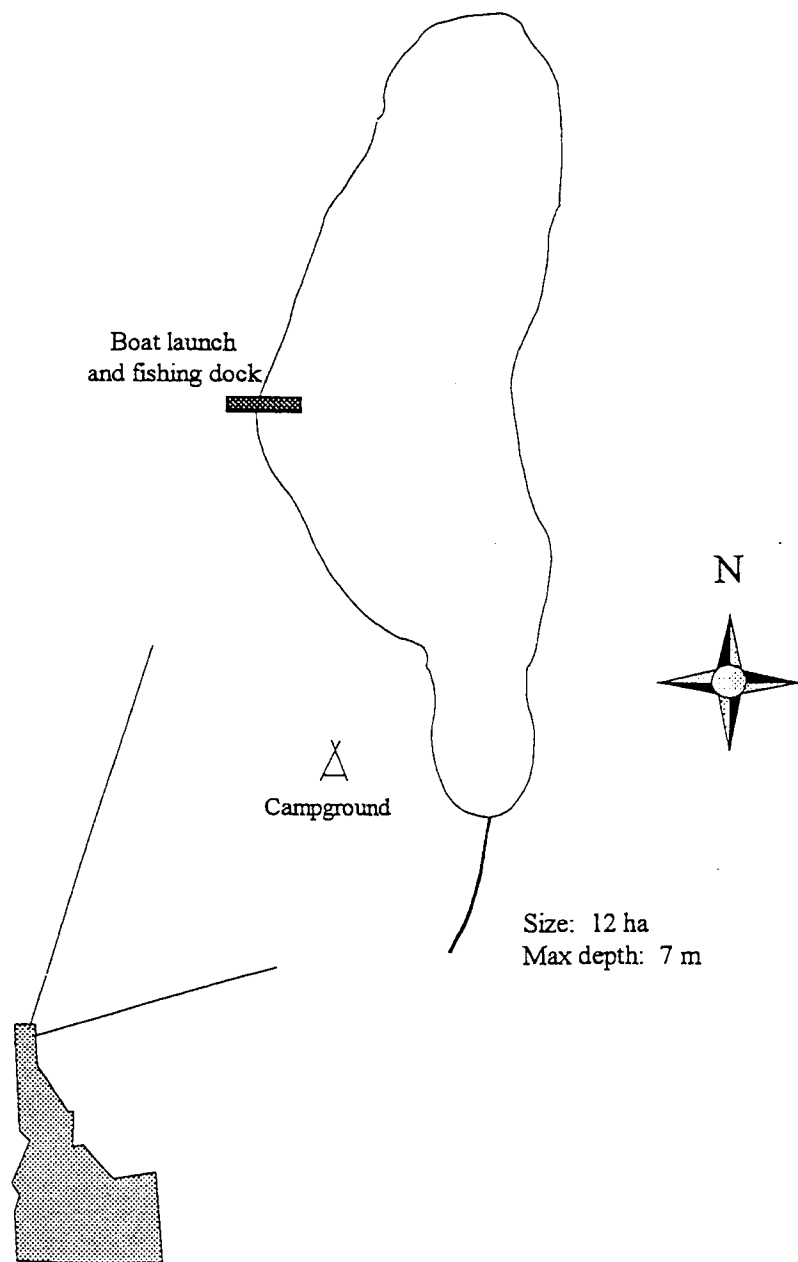 Boat launch
and fishing dock
N
Campground
Size: 12 ha
Max depth: 7 m